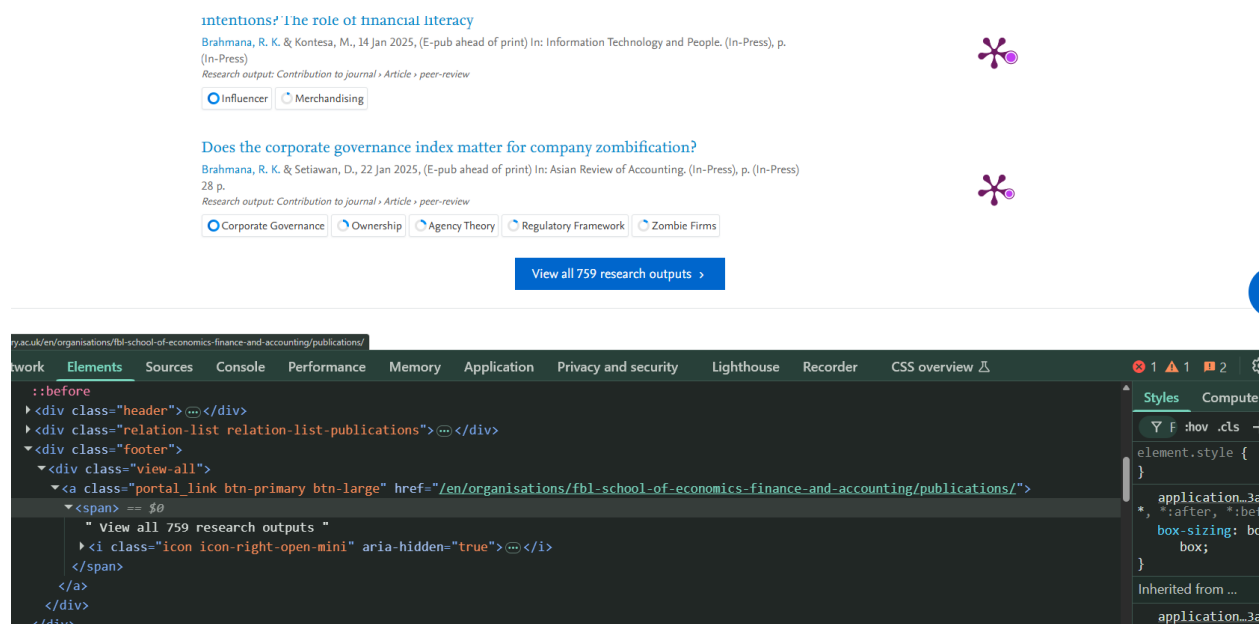 intentions? The role of financial literacy
Brahmana, R. K. & Kontesa, M., 14 Jan 2025, (E-pub ahead of print) In: Information Technology and People. (In-Press), p.
(In-Press)
Research output: Contribution to journal › Article › peer-review
Influencer Merchandising
Does the corporate governance index matter for company zombification?
Brahmana, R. K. & Setiawan, D., 22 Jan 2025, (E-pub ahead of print) In: Asian Review of Accounting. (In-Press), p. (In-Press)
28 p.
Research output: Contribution to journal › Article › peer-review
Corporate Governance Ownership Agency Theory Regulatory Framework Zombie Firms
View all 759 research outputs ›
ry.ac.uk/en/organisations/fbl-school-of-economics-finance-and-accounting/publications/
twork Elements Sources Console Performance Memory Application Privacy and security Lighthouse Recorder CSS overview 1 1 2
::before
<div class="header">…</div>
<div class="relation-list relation-list-publications">…</div>
<div class="footer">
<div class="view-all">
<a class="portal_link btn-primary btn-large" href="/en/organisations/fbl-school-of-economics-finance-and-accounting/publications/">
<span> == $0
" View all 759 research outputs "
<i class="icon icon-right-open-mini" aria-hidden="true">…</i>
</span>
</a>
</div>
</div>
Styles Compute
F :hov .cls
element.style {
}
application…3a
*, *:after, *:be
box-sizing: bo
box;
}
Inherited from …
application…3a